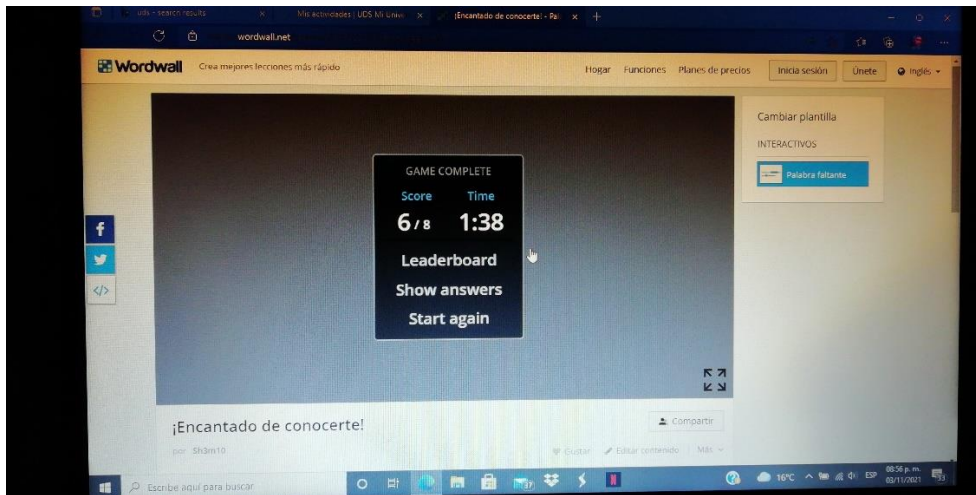 uds - search results
Mis actividades | UDS Mi Unive
¡Encantado de conocerte! - Pal
wordwall.net
Wordwall
Crea mejores lecciones más rápido
Hogar Funciones Planes de precios Inicia sesión Únete Inglés
Cambiar plantilla
INTERACTIVOS
Palabra faltante
GAME COMPLETE
Score Time
6 / 8 1:38
Leaderboard
Show answers
Start again
¡Encantado de conocerte!
Compartir
por Sh3m10
Gustar Editar contenido Más
Escribe aquí para buscar
16°C ESP
08:56 p. m.
03/11/2021